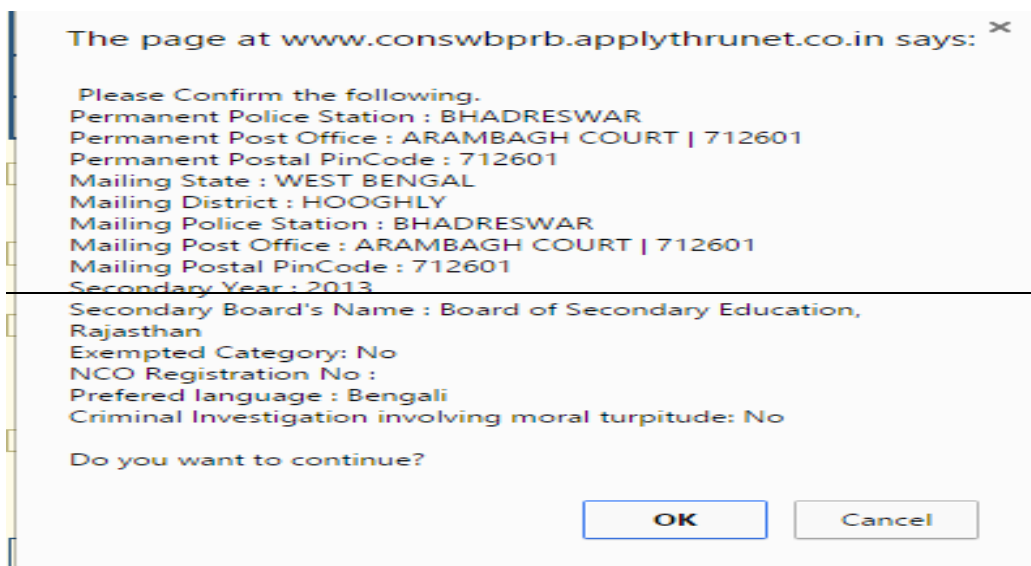 The page at www.conswbprb.applythrunet.co.in says:
Please Confirm the following.
Permanent Police Station : BHADRESWAR
Permanent Post Office : ARAMBAGH COURT | 712601
Permanent Postal PinCode : 712601
Mailing State : WEST BENGAL
Mailing District : HOOGHLY
Mailing Police Station : BHADRESWAR
Mailing Post Office : ARAMBAGH COURT | 712601
Mailing Postal PinCode : 712601
Secondary Year : 2013
Secondary Board's Name : Board of Secondary Education,
Rajasthan
Exempted Category: No
NCO Registration No :
Prefered language : Bengali
Criminal Investigation involving moral turpitude: No
Do you want to continue?
OK Cancel